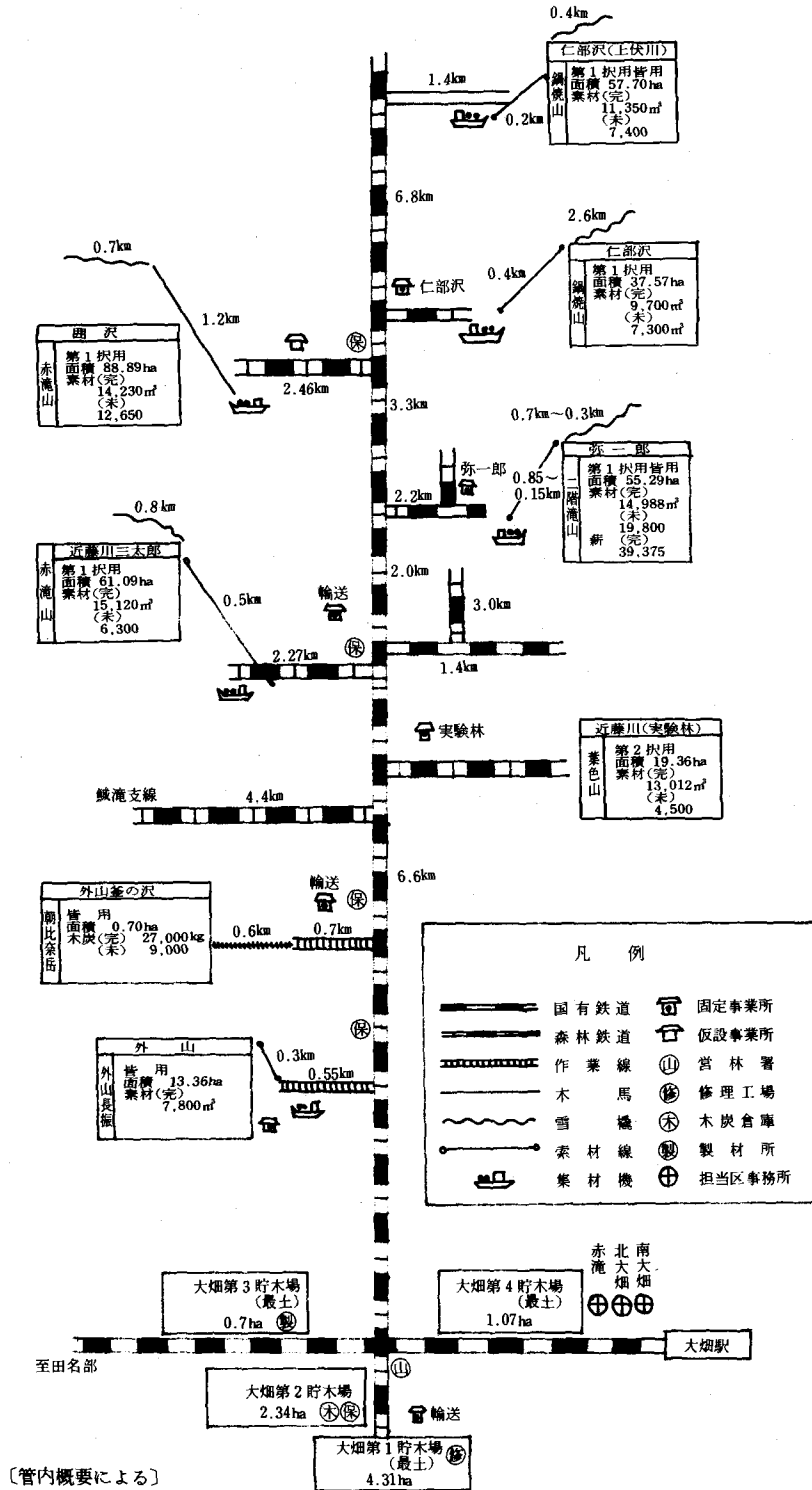 0.4km
仁部沢(上伏川)
鍋焼山
第1択用皆用
面積 57.70ha
素材(完)
11,350m³
(未)
7,400
1.4km
0.2km
6.8km
2.6km
仁部沢
鍋焼山
第1択用
面積 37.57ha
素材(完)
9,700m³
(未)
7,300m³
0.4km
仁部沢
0.7km
1.2km
囲沢
赤滝山
第1択用
面積 88.89ha
素材(完)
14,230m³
(未)
12,650
保
2.46km
3.3km
0.7km～0.3km
弥一郎
二階滝山
第1択用皆用
面積 55.29ha
素材(完)
14,988m³
(未)
19,800
薪 (完)
39,375
弥一郎
2.2km
0.85～
0.15km
0.8km
近藤川三太郎
赤滝山
第1択用
面積 61.09ha
素材(完)
15,120m³
(未)
6,300
0.5km
2.0km
輸送
保
3.0km
2.27km
1.4km
実験林
近藤川(実験林)
葉色山
第2択用
面積 19.36ha
素材(完)
13,012m³
(未)
4,500
鰔滝支線
4.4km
6.6km
外山釜の沢
朝比奈岳
皆用
面積 0.70ha
木炭(完) 27,000kg
(未) 9,000
輸送
保
0.6km
0.7km
保
外山
外山長振
皆用
面積 13.36ha
素材(完)
7,800m³
0.3km
0.55km
凡例
国有鉄道
固定事業所
森林鉄道
仮設事業所
作業線
山 営林署
木馬
修 修理工場
雪橇
木 木炭倉庫
素材線
製 製材所
集材機
担当区事務所
大畑第3貯木場
(最土)
0.7ha 製
大畑第4貯木場
(最土)
1.07ha
赤滝
北大畑
南大畑
大畑駅
至田名部
山
大畑第2貯木場
2.34ha 木 保
輸送
大畑第1貯木場 修
(最土)
4.31ha
〔管内概要による〕